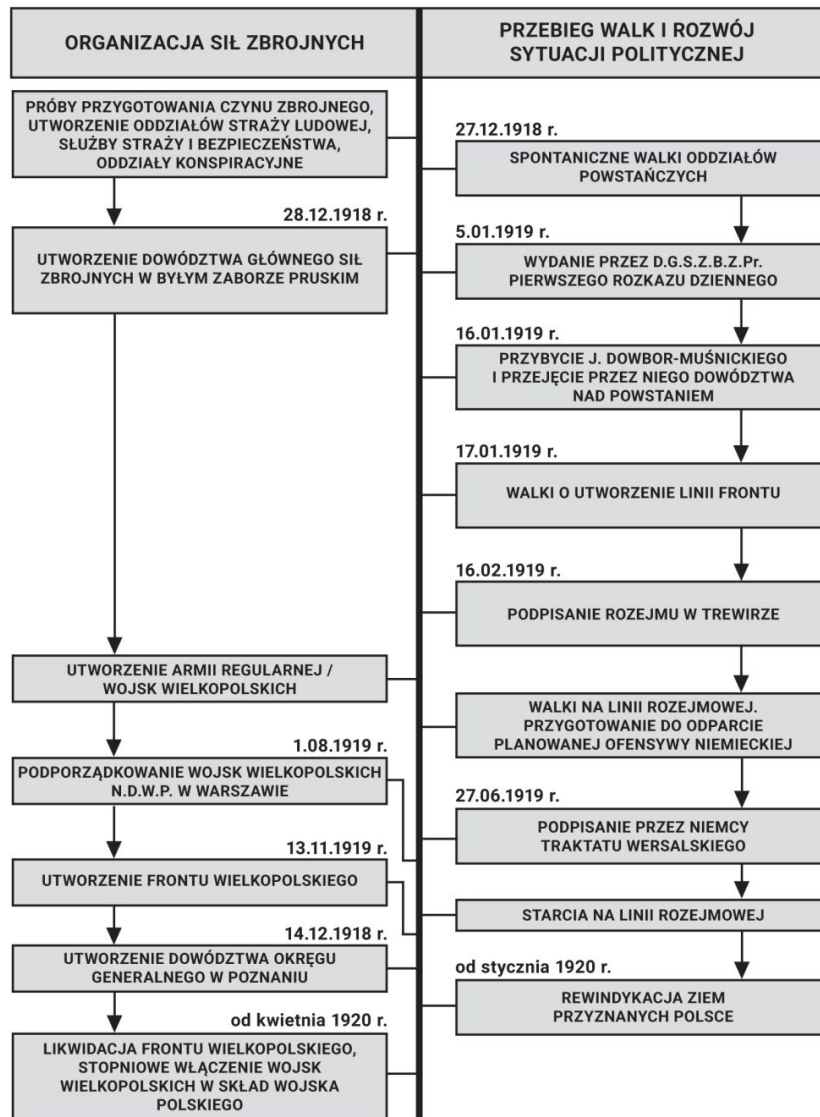 ORGANIZACJA SIŁ ZBROJNYCH
PRÓBY PRZYGOTOWANIA CZYNU ZBROJNEGO,
UTWORZENIE ODDZIAŁÓW STRAŻY LUDOWEJ,
SŁUŻBY STRAŻY I BEZPIECZEŃSTWA,
ODDZIAŁY KONSPIRACYJNE
28.12.1918 r.
UTWORZENIE DOWÓDZTWA GŁÓWNEGO SIŁ
ZBROJNYCH W BYŁYM ZABORZE PRUSKIM
UTWORZENIE ARMII REGULARNEJ /
WOJSK WIELKOPOLSKICH
1.08.1919 r.
PODPORZĄDKOWANIE WOJSK WIELKOPOLSKICH
N.D.W.P. W WARSZAWIE
13.11.1919 r.
UTWORZENIE FRONTU WIELKOPOLSKIEGO
14.12.1918 r.
UTWORZENIE DOWÓDZTWA OKRĘGU
GENERALNEGO W POZNANIU
od kwietnia 1920 r.
LIKWIDACJA FRONTU WIELKOPOLSKIEGO,
STOPNIOWE WŁĄCZENIE WOJSK
WIELKOPOLSKICH W SKŁAD WOJSKA
POLSKIEGO
PRZEBIEG WALK I ROZWÓJ
SYTUACJI POLITYCZNEJ
27.12.1918 r.
SPONTANICZNE WALKI ODDZIAŁÓW
POWSTAŃCZYCH
5.01.1919 r.
WYDANIE PRZEZ D.G.S.Z.B.Z.Pr.
PIERWSZEGO ROZKAZU DZIENNEGO
16.01.1919 r.
PRZYBYCIE J. DOWBOR-MUŚNICKIEGO
I PRZEJĘCIE PRZEZ NIEGO DOWÓDZTWA
NAD POWSTANIEM
17.01.1919 r.
WALKI O UTWORZENIE LINII FRONTU
16.02.1919 r.
PODPISANIE ROZEJMU W TREWIRZE
WALKI NA LINII ROZEJMOWEJ.
PRZYGOTOWANIE DO ODPARCIE
PLANOWANEJ OFENSYWY NIEMIECKIEJ
27.06.1919 r.
PODPISANIE PRZEZ NIEMCY
TRAKTATU WERSALSKIEGO
STARCIA NA LINII ROZEJMOWEJ
od stycznia 1920 r.
REWINDYKACJA ZIEM
PRZYZNANYCH POLSCE